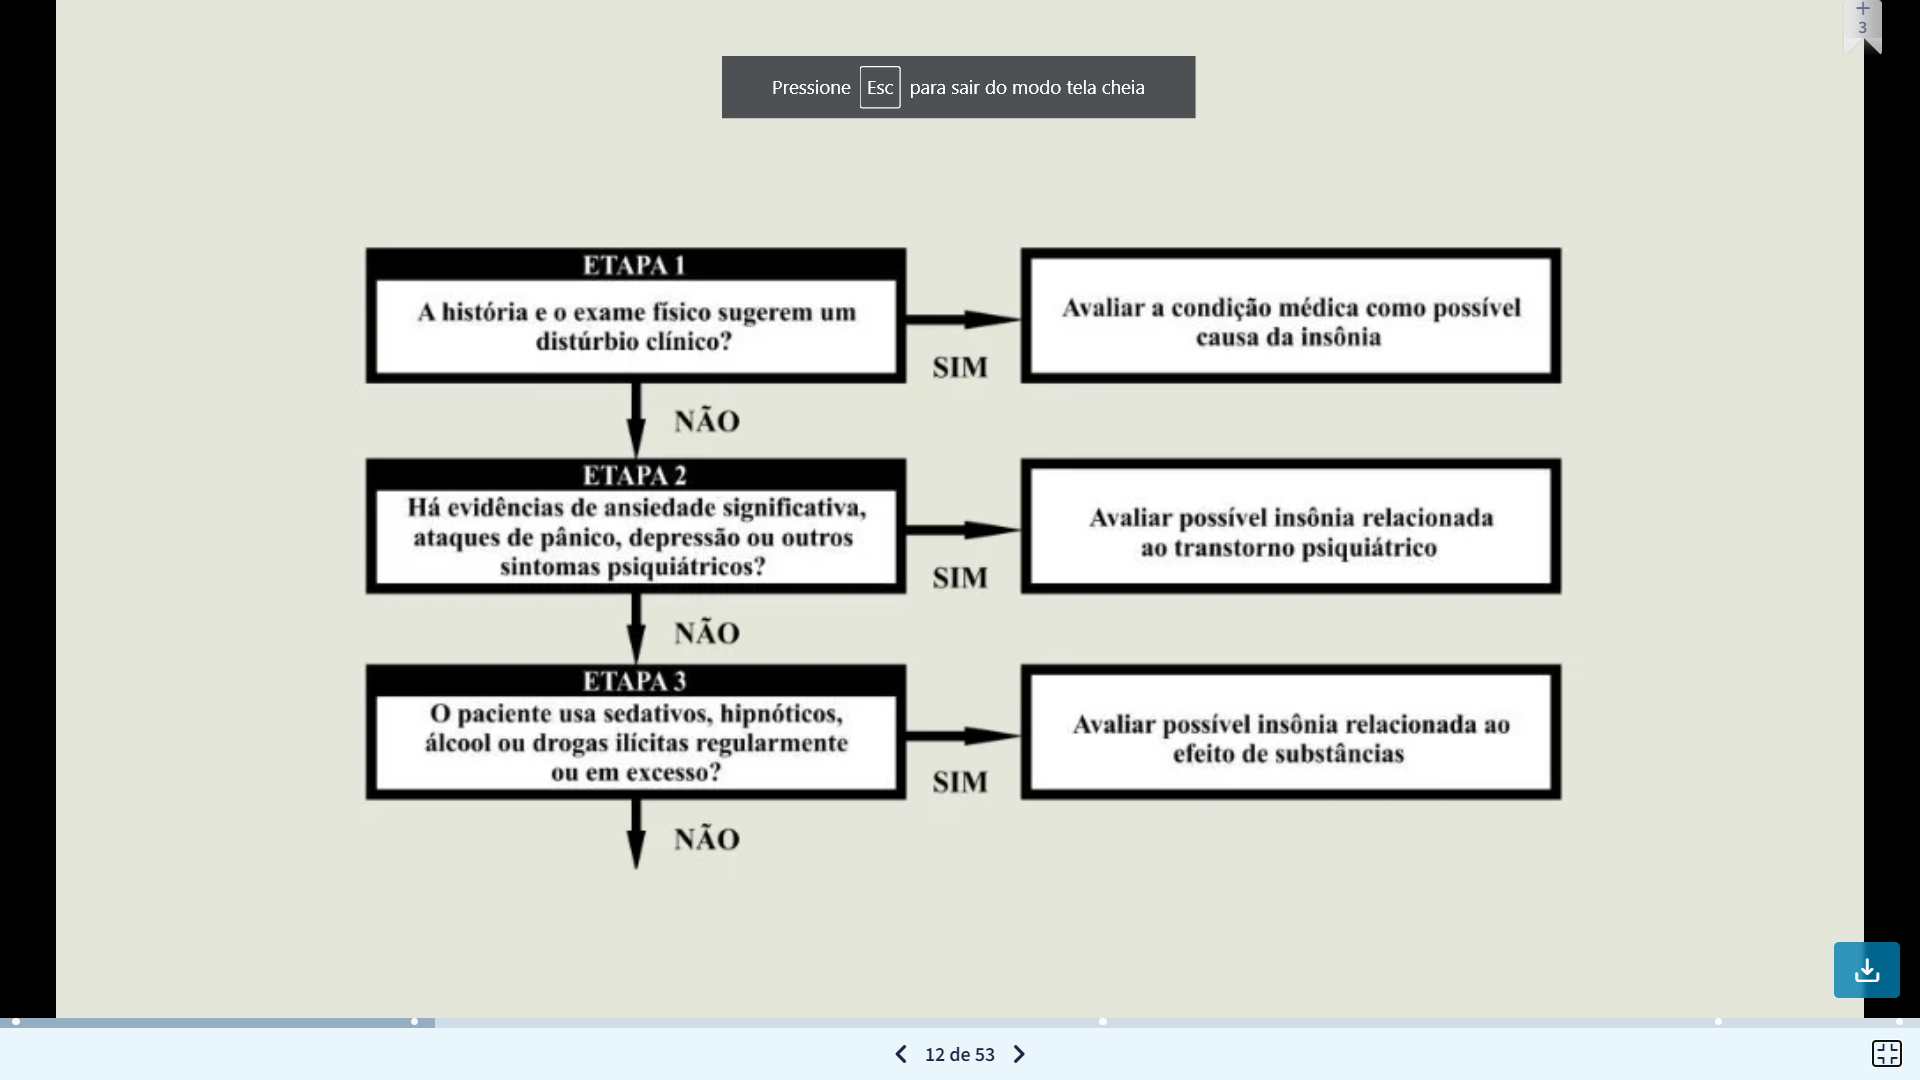 +
3
Pressione Esc para sair do modo tela cheia
ETAPA 1
A história e o exame físico sugerem um
distúrbio clínico?
SIM
Avaliar a condição médica como possível
causa da insônia
NÃO
ETAPA 2
Há evidências de ansiedade significativa,
ataques de pânico, depressão ou outros
sintomas psiquiátricos?
SIM
Avaliar possível insônia relacionada
ao transtorno psiquiátrico
NÃO
ETAPA 3
O paciente usa sedativos, hipnóticos,
álcool ou drogas ilícitas regularmente
ou em excesso?
SIM
Avaliar possível insônia relacionada ao
efeito de substâncias
NÃO
12 de 53